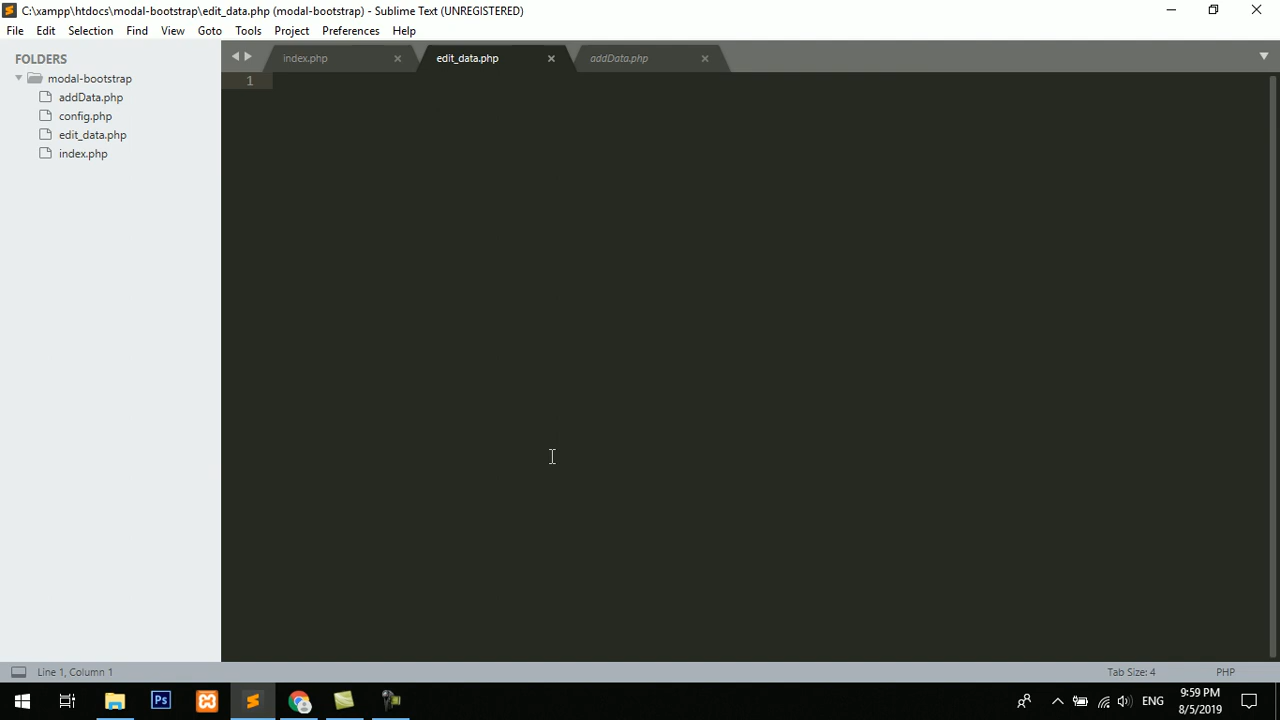 C:\xampp\htdocs\modal-bootstrap\edit_data.php (modal-bootstrap) - Sublime Text (UNREGISTERED)
File Edit Selection Find View Goto Tools Project Preferences Help
FOLDERS
modal-bootstrap
addData.php
config.php
edit_data.php
index.php
index.php edit_data.php addData.php
1
Line 1, Column 1 Tab Size: 4 PHP
Ps
ENG
9:59 PM
8/5/2019